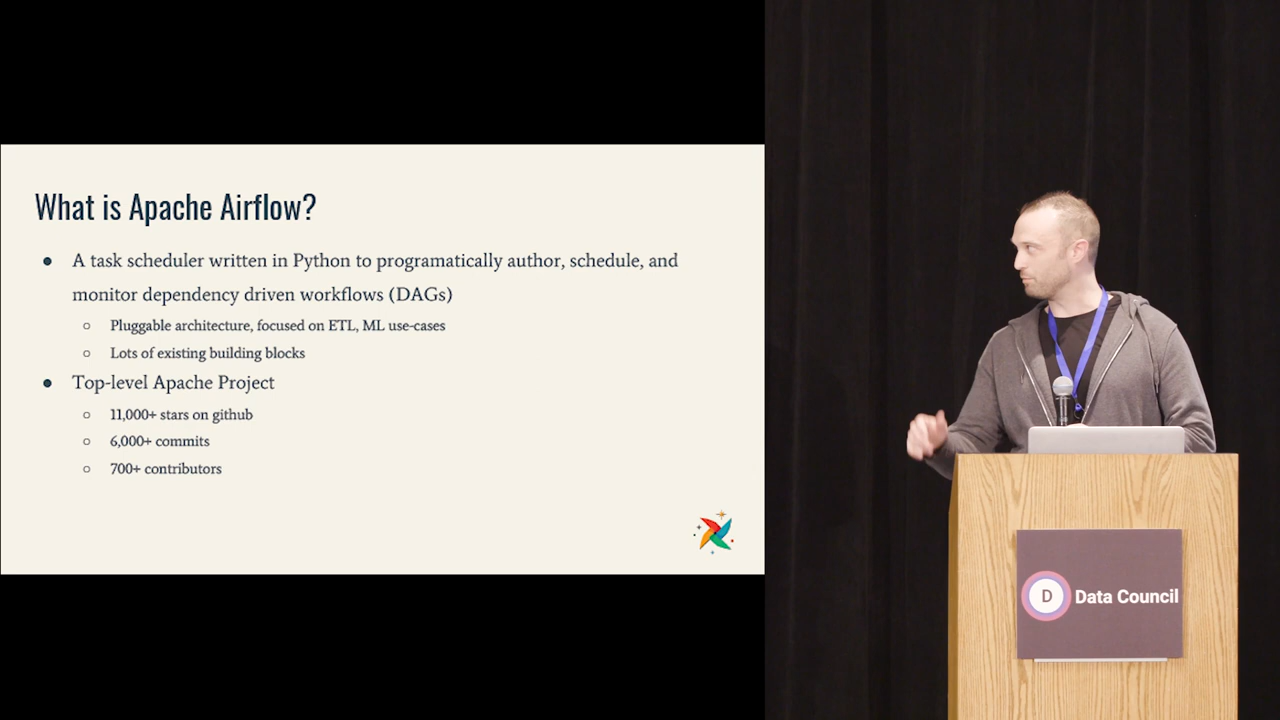 What is Apache Airflow?
A task scheduler written in Python to programatically author, schedule, and
monitor dependency driven workflows (DAGs)
Pluggable architecture, focused on ETL, ML use-cases
Lots of existing building blocks
Top-level Apache Project
11,000+ stars on github
6,000+ commits
700+ contributors
D Data Council